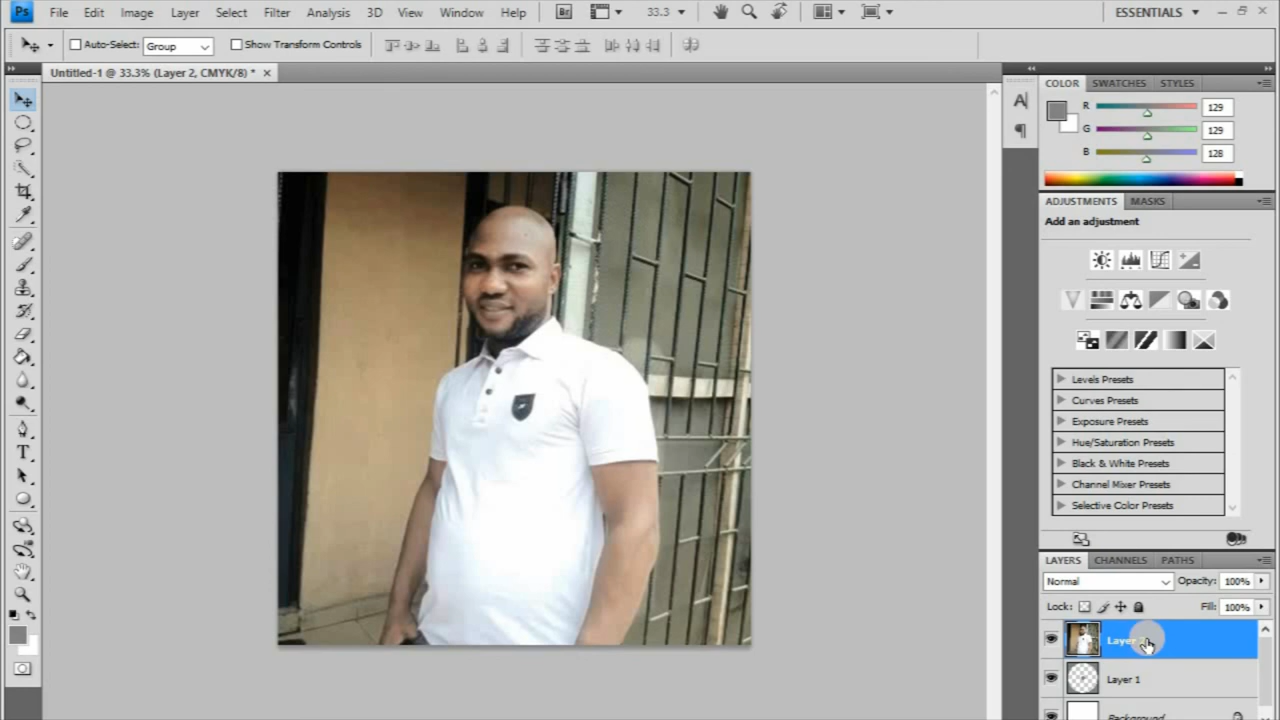 Ps File Edit Image Layer Select Filter Analysis 3D View Window Help Br 33.3 ESSENTIALS
Auto-Select: Group Show Transform Controls
Untitled-1 @ 33.3% (Layer 2, CMYK/8) *
COLOR SWATCHES STYLES
R 129
G 129
B 128
ADJUSTMENTS MASKS
Add an adjustment
Levels Presets
Curves Presets
Exposure Presets
Hue/Saturation Presets
Black & White Presets
Channel Mixer Presets
Selective Color Presets
LAYERS CHANNELS PATHS
Normal Opacity: 100%
Lock: Fill: 100%
Layer
Layer 1
Background